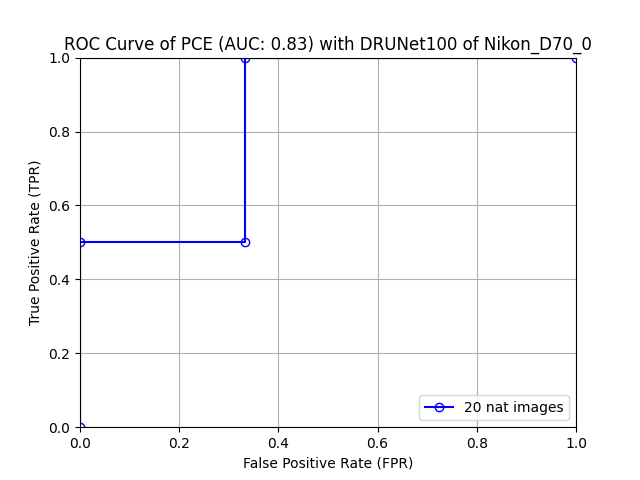 ROC Curve of PCE (AUC: 0.83) with DRUNet100 of Nikon_D70_0
True Positive Rate (TPR)
1.0
0.8
0.6
0.4
0.2
0.0
20 nat images
0.0 0.2 0.4 0.6 0.8 1.0
False Positive Rate (FPR)